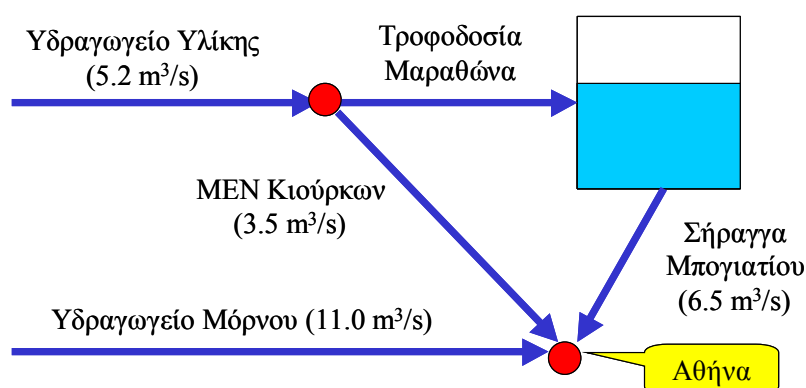 Υδραγωγείο Υλίκης
(5.2 m³/s)
Τροφοδοσία
Μαραθώνα
ΜΕΝ Κιούρκων
(3.5 m³/s)
Σήραγγα
Μπογιατίου
(6.5 m³/s)
Υδραγωγείο Μόρνου (11.0 m³/s)
Αθήνα